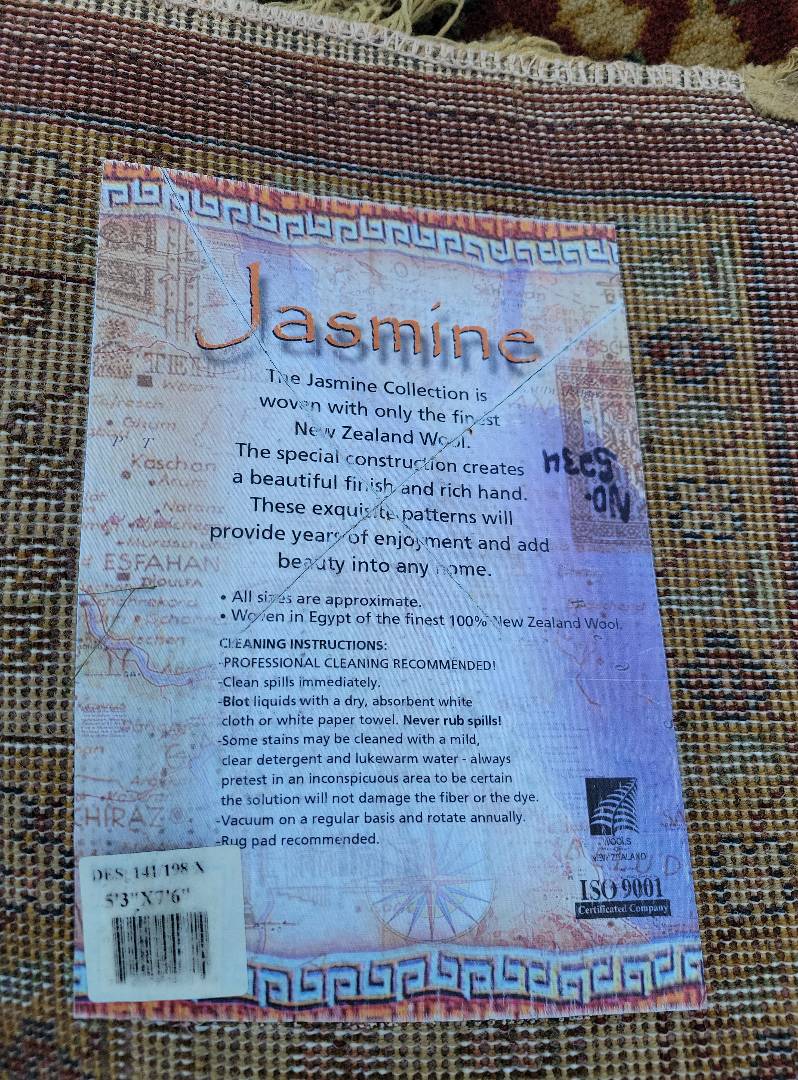 Jasmine
The Jasmine Collection is
woven with only the finest
New Zealand Wool.
The special construction creates
a beautiful finish and rich hand.
These exquisite patterns will
provide years of enjoyment and add
beauty into any home.
• All sizes are approximate.
• Woven in Egypt of the finest 100% New Zealand Wool.
CLEANING INSTRUCTIONS:
-PROFESSIONAL CLEANING RECOMMENDED!
-Clean spills immediately.
-Blot liquids with a dry, absorbent white
cloth or white paper towel. Never rub spills!
-Some stains may be cleaned with a mild,
clear detergent and lukewarm water - always
pretest in an inconspicuous area to be certain
the solution will not damage the fiber or the dye.
-Vacuum on a regular basis and rotate annually.
-Rug pad recommended.
Kaschan
ESFAHAN
DJOULFA
CHIRAZ
WOOLS
NEW ZEALAND
ISO 9001
Certificated Company
DES. 141/198 X
5'3"X7'6"
NO.